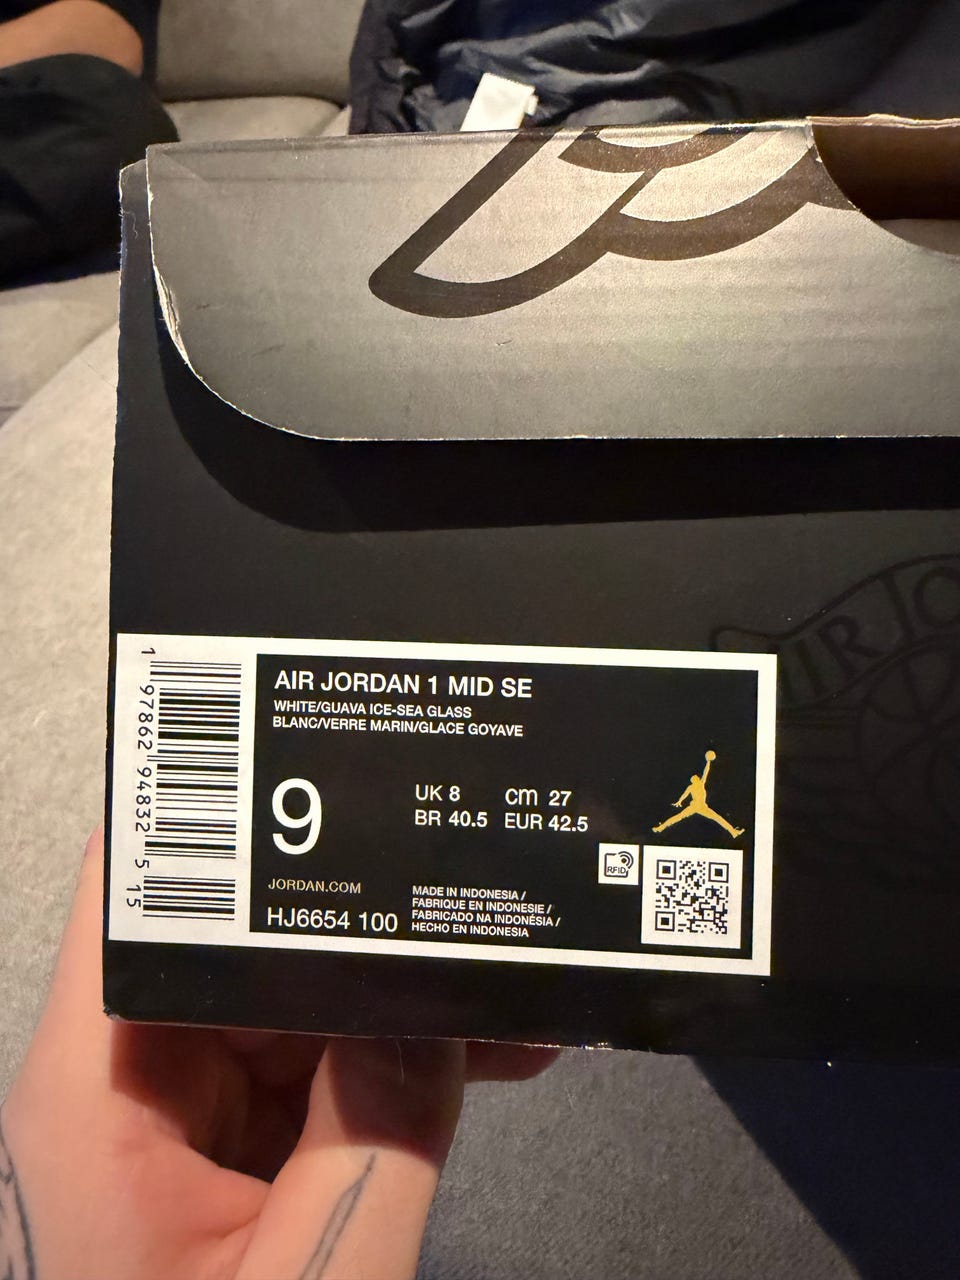 AIR JO
AIR JORDAN 1 MID SE
WHITE/GUAVA ICE-SEA GLASS
BLANC/VERRE MARIN/GLACE GOYAVE
9
UK 8
cm 27
BR 40.5
EUR 42.5
RFID
JORDAN.COM
HJ6654 100
MADE IN INDONESIA /
FABRIQUE EN INDONESIE /
FABRICADO NA INDONÉSIA /
HECHO EN INDONESIA
1 97862 94832 5 15